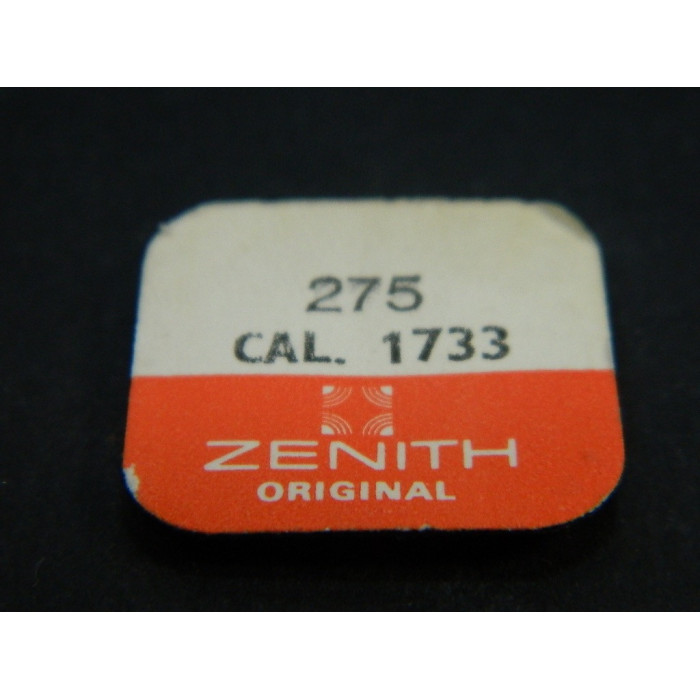 275
CAL. 1733
ZENITH
ORIGINAL